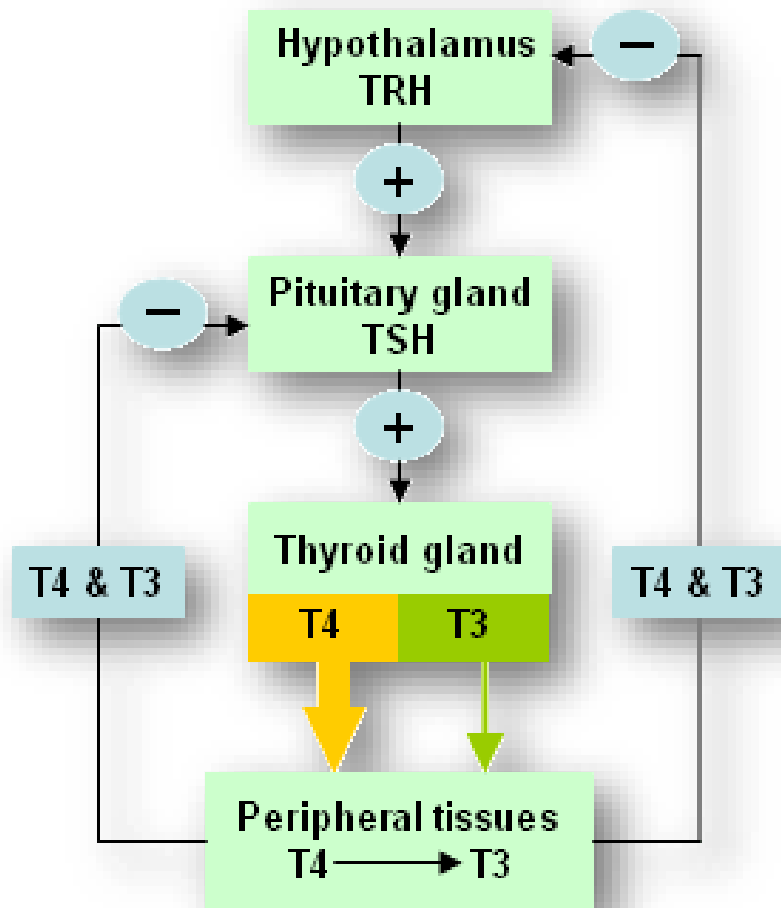 Hypothalamus
TRH
−
+
−
Pituitary gland
TSH
+
Thyroid gland
T4 & T3
T4 & T3
T4
T3
Peripheral tissues
T4 → T3